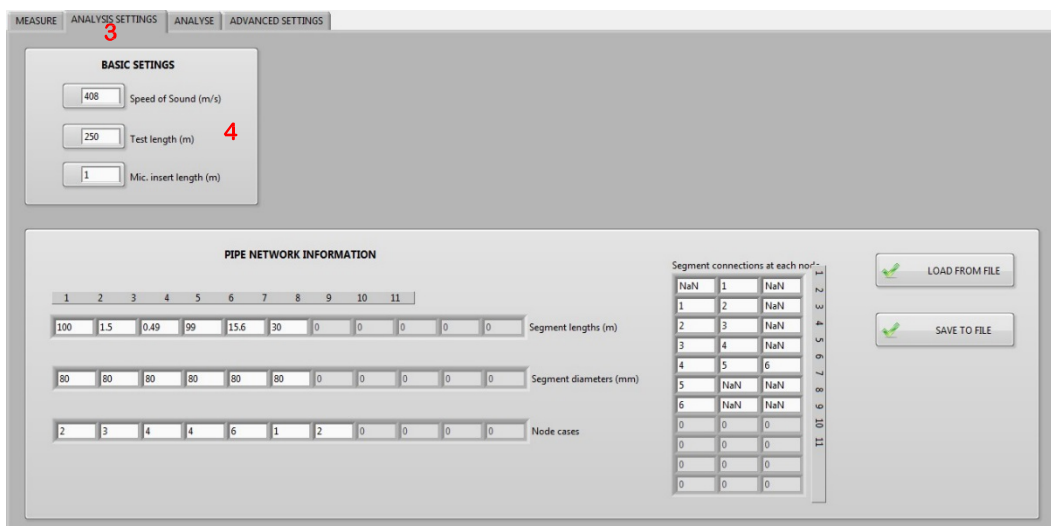 MEASURE ANALYSIS SETTINGS ANALYSE ADVANCED SETTINGS
3
BASIC SETINGS
408 Speed of Sound (m/s)
250 Test length (m)
4
1 Mic. insert length (m)
PIPE NETWORK INFORMATION
1 2 3 4 5 6 7 8 9 10 11
100 1.5 0.49 99 15.6 30 0 0 0 0 0 Segment lengths (m)
80 80 80 80 80 80 0 0 0 0 0 Segment diameters (mm)
2 3 4 4 6 1 2 0 0 0 0 Node cases
Segment connections at each node
NaN 1 NaN
1 2 NaN
2 3 NaN
3 4 NaN
4 5 6
5 NaN NaN
6 NaN NaN
0 0 0
0 0 0
0 0 0
0 0 0
1 2 3 4 5 6 7 8 9 10 11
LOAD FROM FILE
SAVE TO FILE